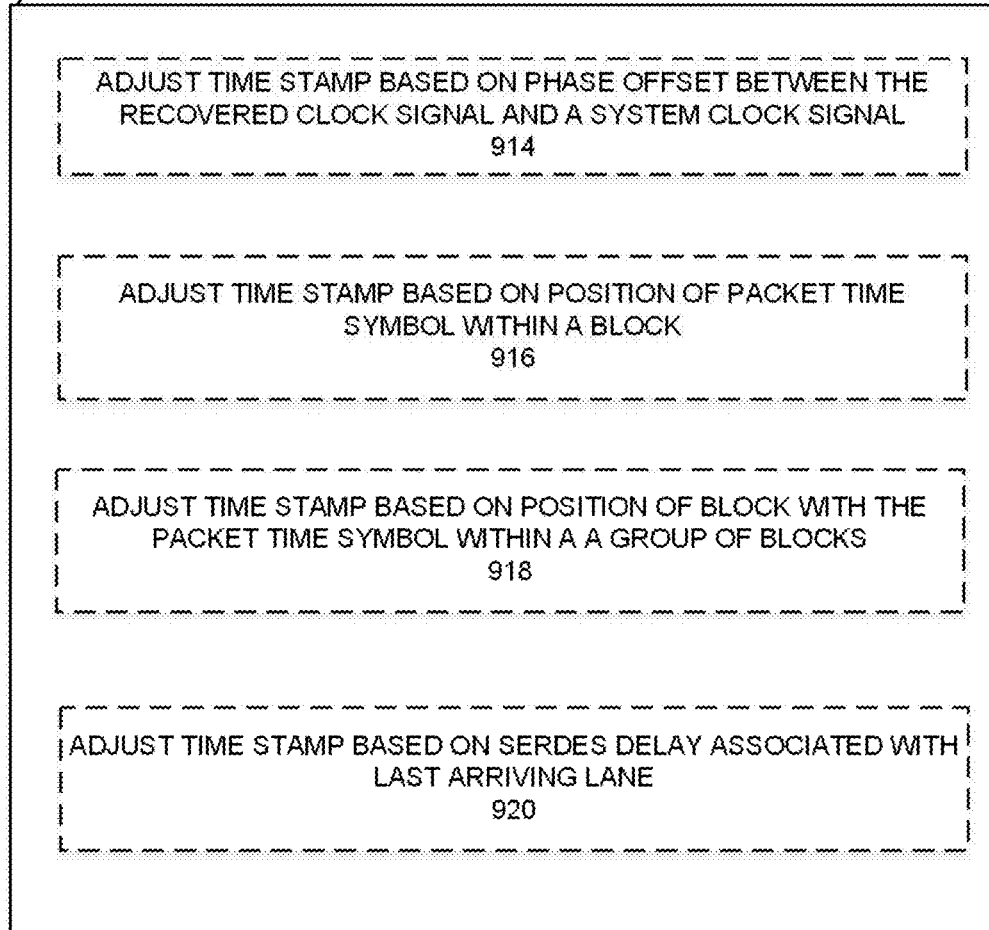 ADJUST TIME STAMP BASED ON PHASE OFFSET BETWEEN THE
RECOVERED CLOCK SIGNAL AND A SYSTEM CLOCK SIGNAL
914
ADJUST TIME STAMP BASED ON POSITION OF PACKET TIME
SYMBOL WITHIN A BLOCK
916
ADJUST TIME STAMP BASED ON POSITION OF BLOCK WITH THE
PACKET TIME SYMBOL WITHIN A A GROUP OF BLOCKS
918
ADJUST TIME STAMP BASED ON SERDES DELAY ASSOCIATED WITH
LAST ARRIVING LANE
920